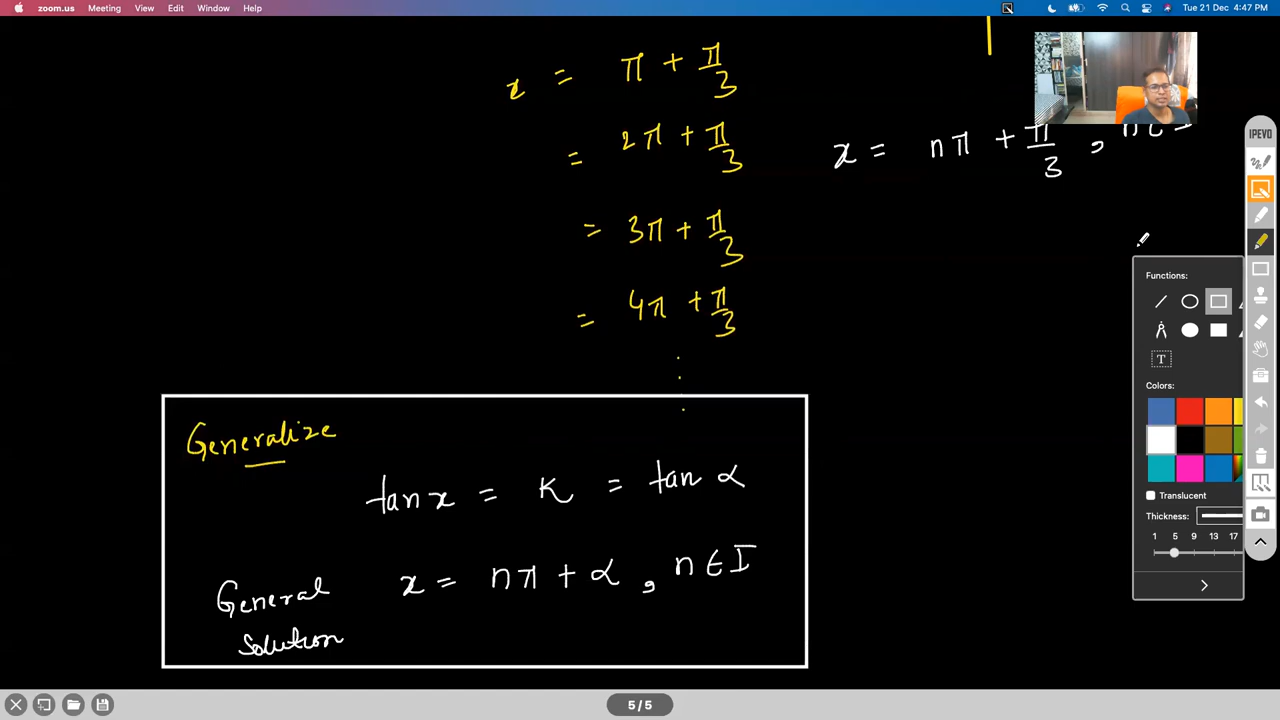 zoom.us Meeting View Edit Window Help Tue 21 Dec 4:47 PM
x = π + π/3
= 2π + π/3
x = nπ + π/3 ,
= 3π + π/3
= 4π + π/3
⋮
Generalize
tan x = K = tan α
General solution x = nπ + α , n ∈ I
IPEVO
Functions:
T
Colors:
Translucent
Thickness:
1 5 9 13 17
5/5